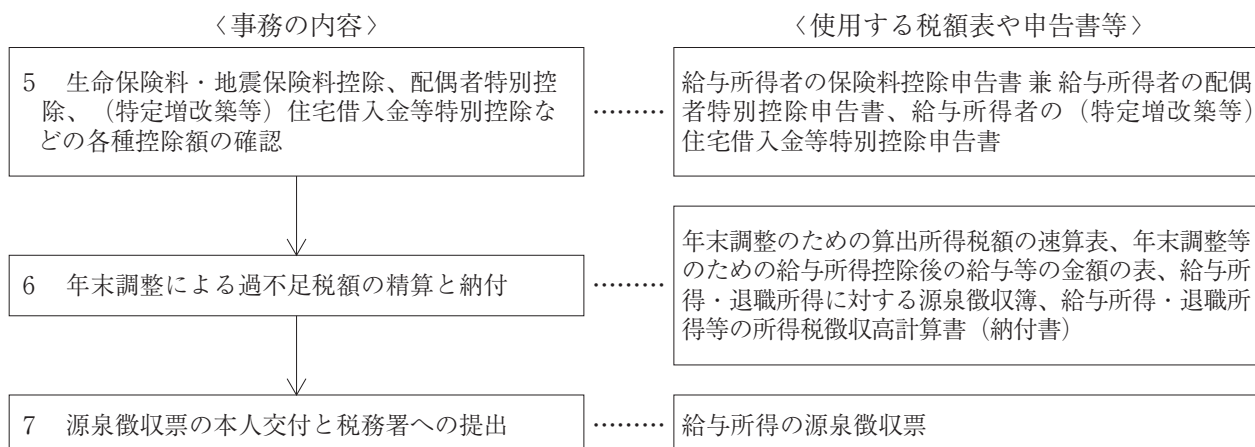 〈事務の内容〉
〈使用する税額表や申告書等〉
5 生命保険料・地震保険料控除、配偶者特別控
除、（特定増改築等）住宅借入金等特別控除な
どの各種控除額の確認
………
給与所得者の保険料控除申告書 兼 給与所得者の配偶
者特別控除申告書、給与所得者の（特定増改築等）
住宅借入金等特別控除申告書
6 年末調整による過不足税額の精算と納付
………
年末調整のための算出所得税額の速算表、年末調整等
のための給与所得控除後の給与等の金額の表、給与所
得・退職所得に対する源泉徴収簿、給与所得・退職所
得等の所得税徴収高計算書（納付書）
7 源泉徴収票の本人交付と税務署への提出
………
給与所得の源泉徴収票